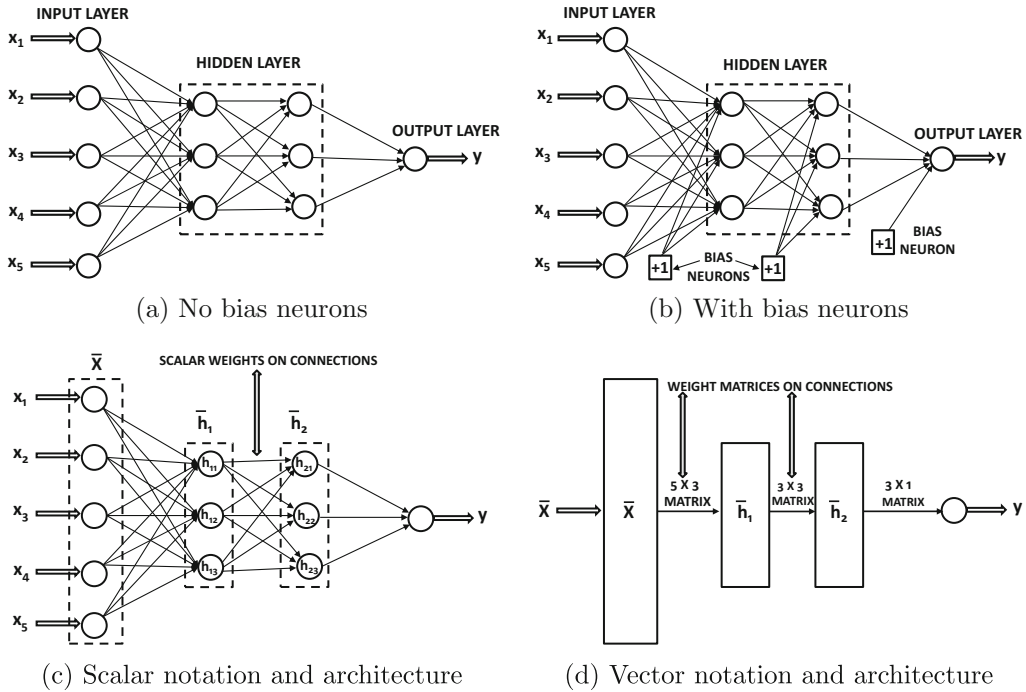 INPUT LAYER
x1
x2
x3
x4
x5
HIDDEN LAYER
OUTPUT LAYER
y
(a) No bias neurons
INPUT LAYER
x1
x2
x3
x4
x5
HIDDEN LAYER
OUTPUT LAYER
y
+1
BIAS
NEURONS
+1
+1
BIAS
NEURON
(b) With bias neurons
X̅
SCALAR WEIGHTS ON CONNECTIONS
x1
x2
x3
x4
x5
h̅1
h̅2
h11
h12
h13
h21
h22
h23
y
(c) Scalar notation and architecture
WEIGHT MATRICES ON CONNECTIONS
X̅
X̅
5 X 3
MATRIX
h̅1
3 X 3
MATRIX
h̅2
3 X 1
MATRIX
y
(d) Vector notation and architecture